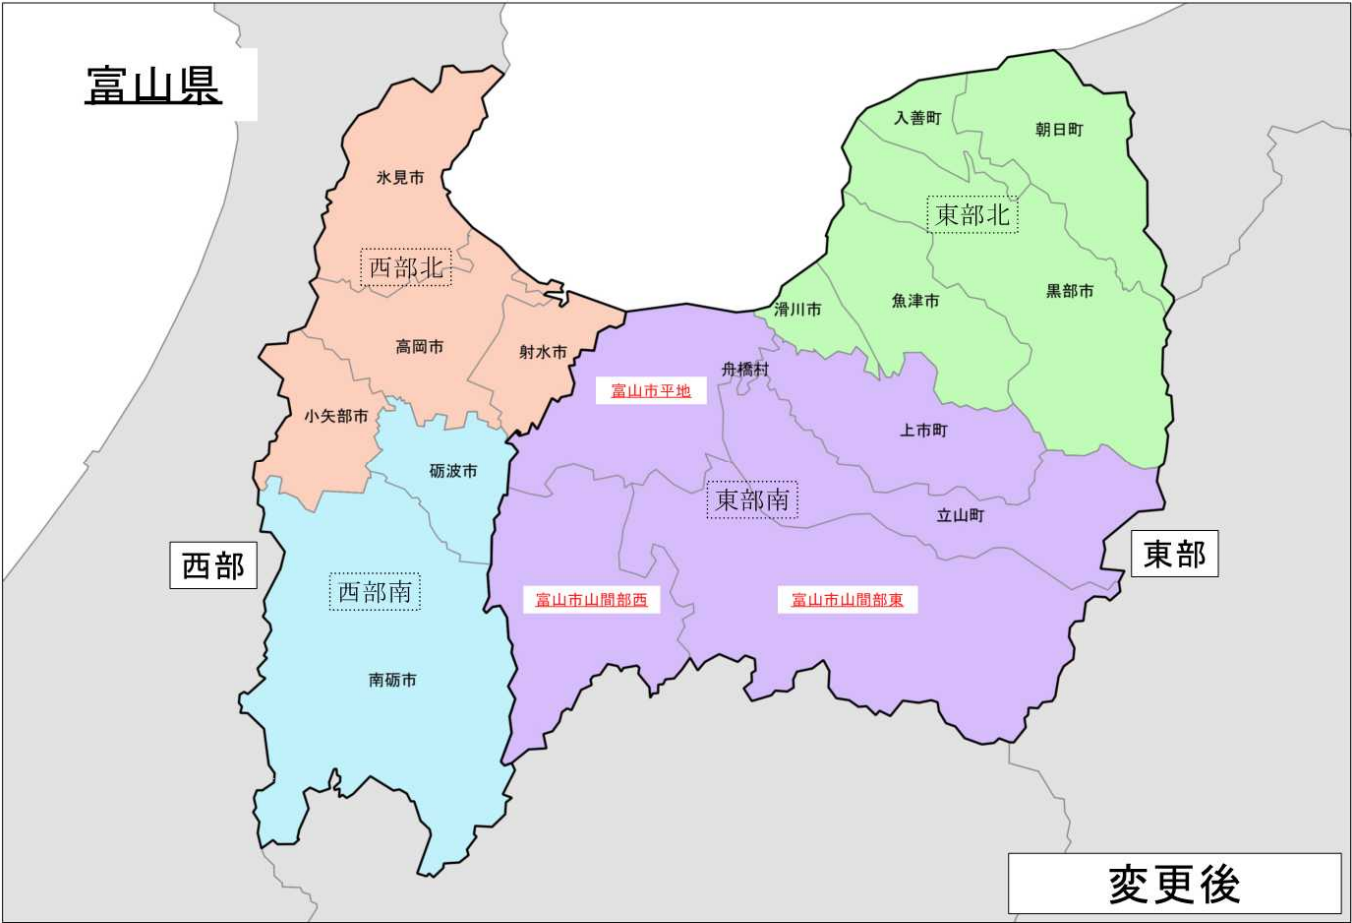 富山県
入善町
朝日町
氷見市
東部北
西部北
黒部市
魚津市
滑川市
高岡市
射水市
舟橋村
富山市平地
小矢部市
上市町
砺波市
東部南
立山町
西部
東部
西部南
富山市山間部西
富山市山間部東
南砺市
変更後